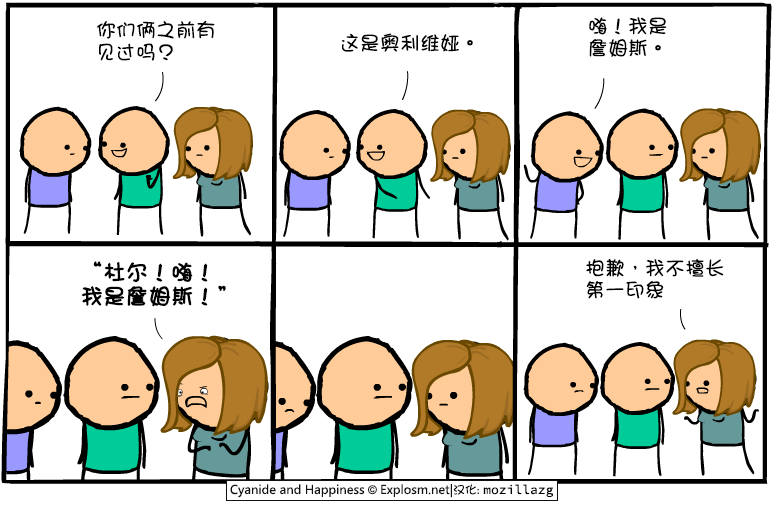 你们俩之前有
见过吗？
这是奥利维娅。
嗨！我是
詹姆斯。
“杜尔！嗨！
我是詹姆斯！”
抱歉，我不擅长
第一印象
Cyanide and Happiness © Explosm.net|汉化: mozillazg